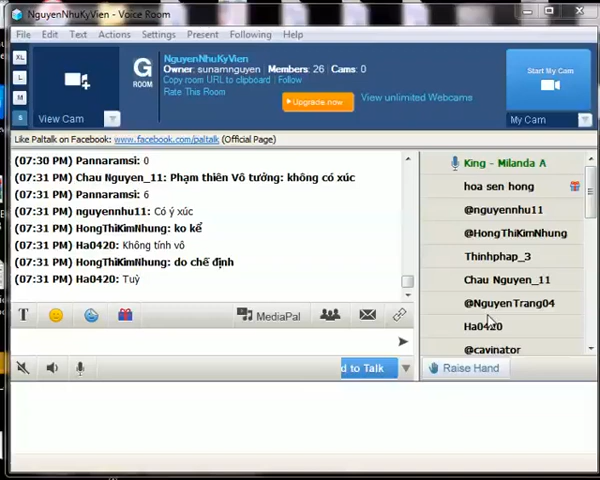 NguyenNhuKyVien - Voice Room
File Edit Text Actions Settings Present Following Help
XL
L
M
S
View Cam
G
ROOM
NguyenNhuKyVien
Owner: sunamnguyen Members: 26 Cams: 0
Copy room URL to clipboard Follow
Rate This Room
Upgrade now
View unlimited Webcams
Start My Cam
My Cam
Like Paltalk on Facebook: www.facebook.com/paltalk (Official Page)
(07:30 PM) Pannaramsi: 0
(07:31 PM) Chau Nguyen_11: Phạm thiên Vô tưởng: không có xúc
(07:31 PM) Pannaramsi: 6
(07:31 PM) nguyennhu11: Có ý xúc
(07:31 PM) HongThiKimNhung: ko kể
(07:31 PM) Ha0420: Không tính vô
(07:31 PM) HongThiKimNhung: do chế định
(07:31 PM) Ha0420: Tuỳ
King - Milanda A
hoa sen hong
@nguyennhu11
@HongThiKimNhung
Thinhphap_3
Chau Nguyen_11
@NguyenTrang04
Ha0420
@cavinator
T
MediaPal
d to Talk
Raise Hand